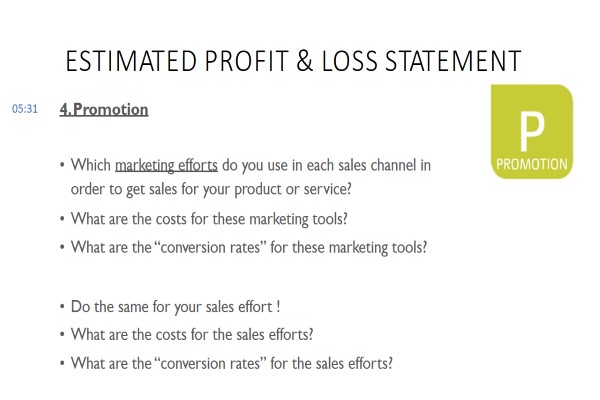 ESTIMATED PROFIT & LOSS STATEMENT
05:31
4.Promotion
P
PROMOTION
• Which marketing efforts do you use in each sales channel in
order to get sales for your product or service?
• What are the costs for these marketing tools?
• What are the “conversion rates” for these marketing tools?
• Do the same for your sales effort !
• What are the costs for the sales efforts?
• What are the “conversion rates” for the sales efforts?